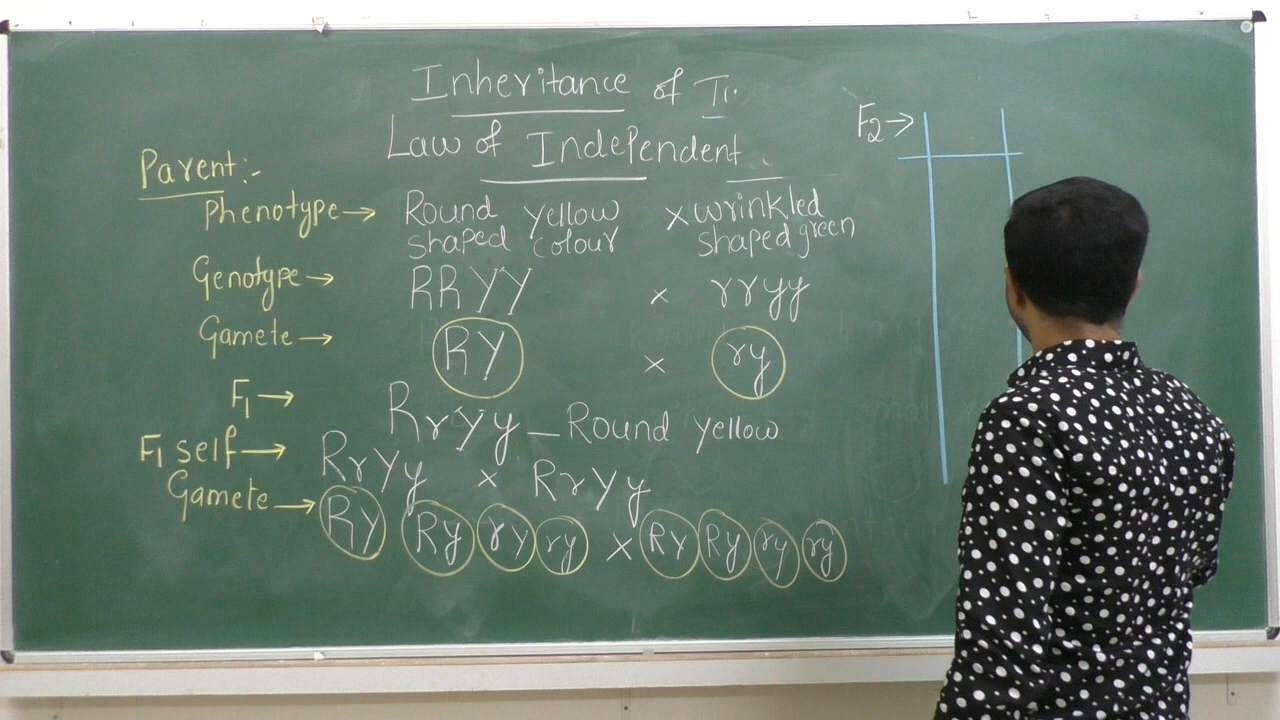 Inheritance of
Law of Independent
Parent:-
Phenotype→ Round shaped yellow colour × wrinkled shaped green
Genotype→ RRYY × rryy
Gamete→ RY × ry
F1→ RrYy – Round yellow
F1 self→ RrYy × RrYy
Gamete→ RY Ry rY ry × RY Ry ry ry
F2→